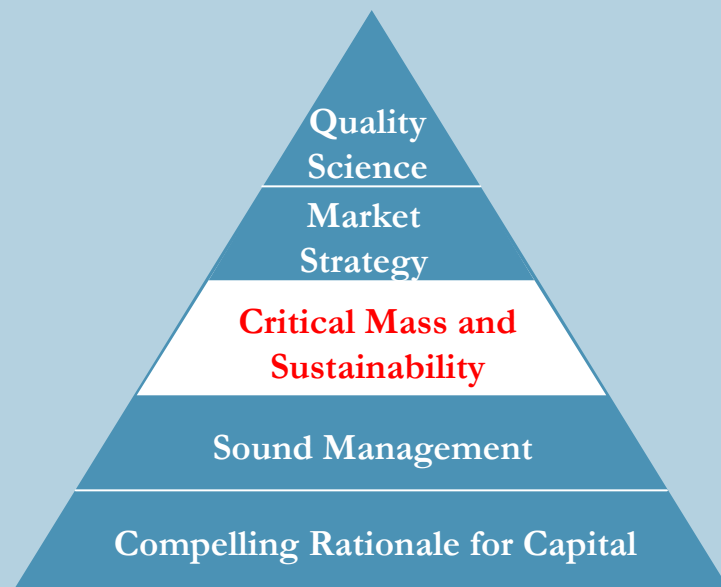 Quality
Science
Market
Strategy
Critical Mass and
Sustainability
Sound Management
Compelling Rationale for Capital